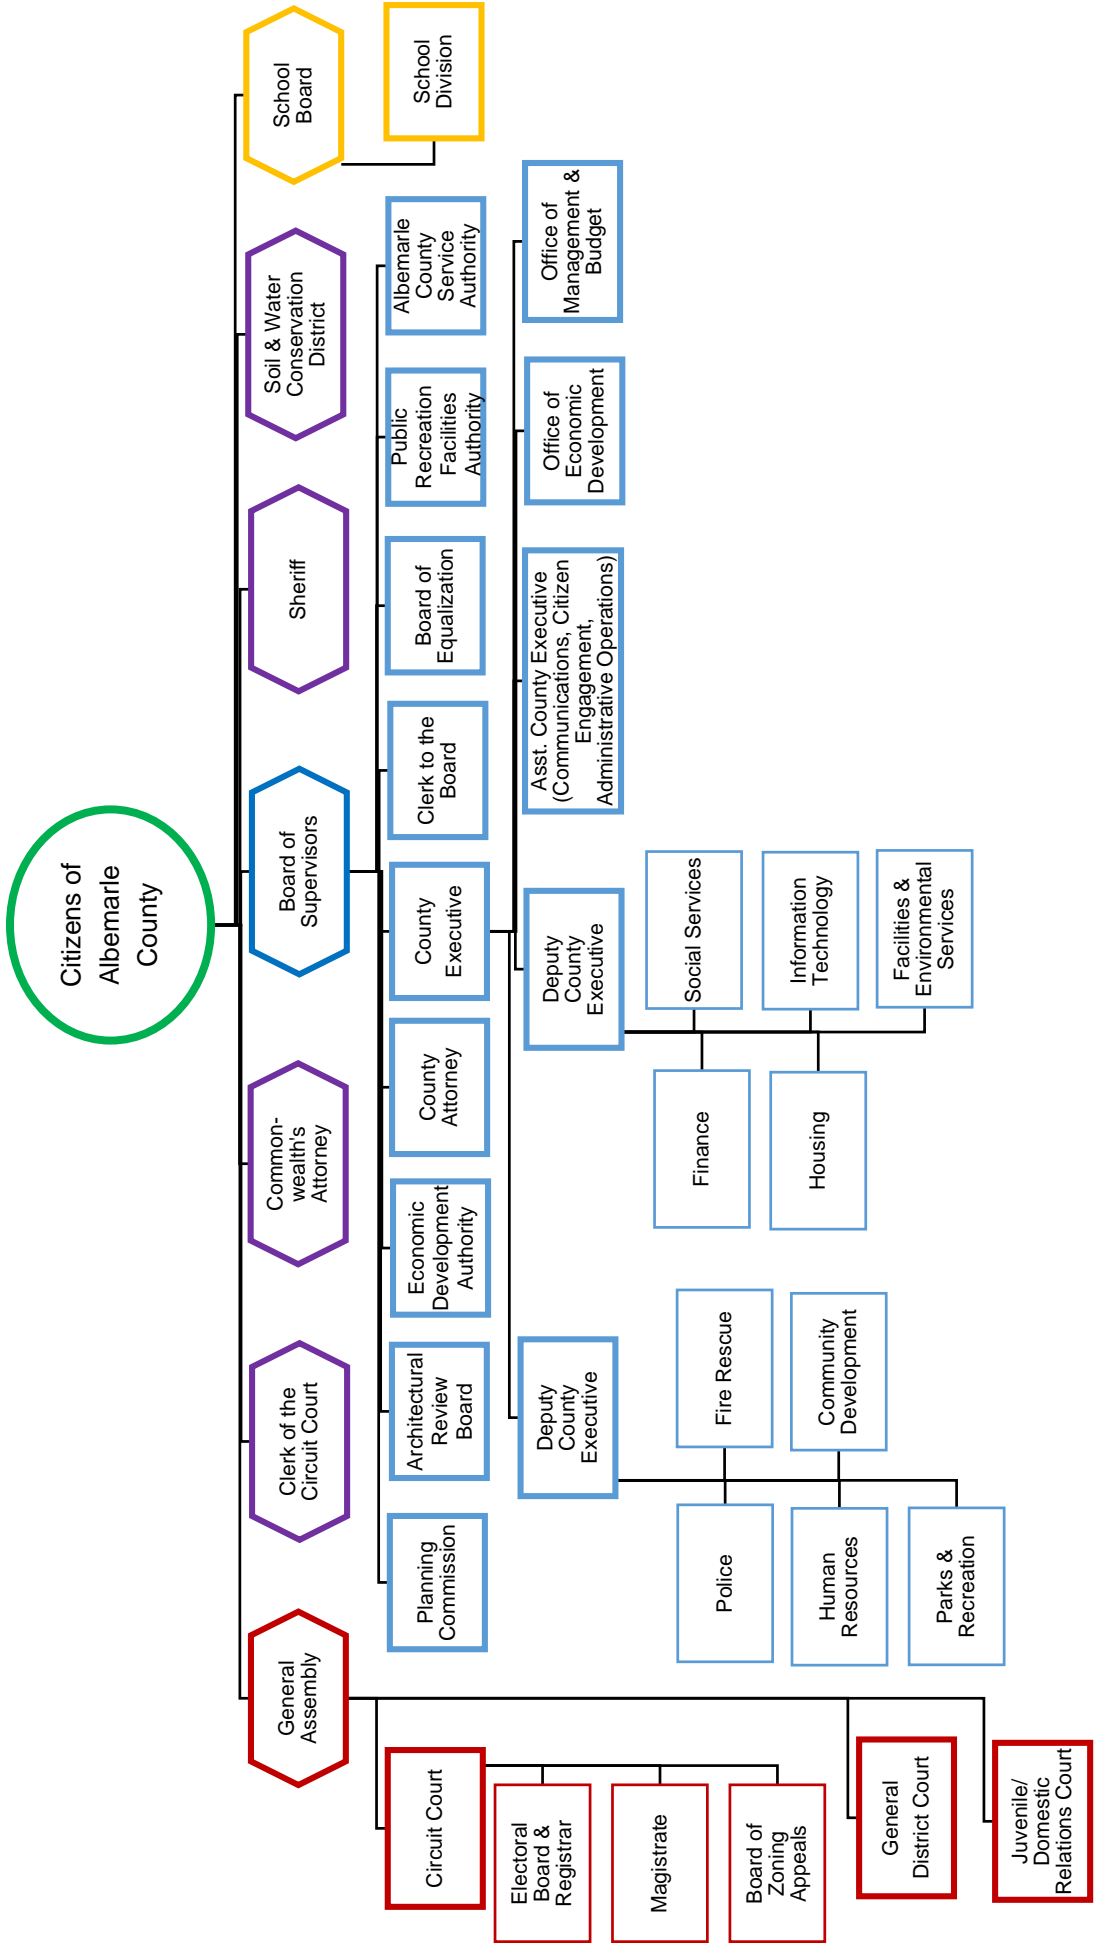 Citizens of
Albemarle
County
General
Assembly
Clerk of the
Circuit Court
Common-
wealth's
Attorney
Board of
Supervisors
Sheriff
Soil & Water
Conservation
District
School
Board
Circuit Court
Planning
Commission
Architectural
Review
Board
Economic
Development
Authority
County
Attorney
County
Executive
Clerk to the
Board
Board of
Equalization
Public
Recreation
Facilities
Authority
Albemarle
County
Service
Authority
School
Division
Electoral
Board &
Registrar
Magistrate
Board of
Zoning
Appeals
General
District Court
Juvenile/
Domestic
Relations Court
Deputy
County
Executive
Deputy
County
Executive
Asst. County Executive
(Communications, Citizen
Engagement,
Administrative Operations)
Office of
Economic
Development
Office of
Management &
Budget
Police
Fire Rescue
Human
Resources
Community
Development
Parks &
Recreation
Finance
Social Services
Housing
Information
Technology
Facilities &
Environmental
Services